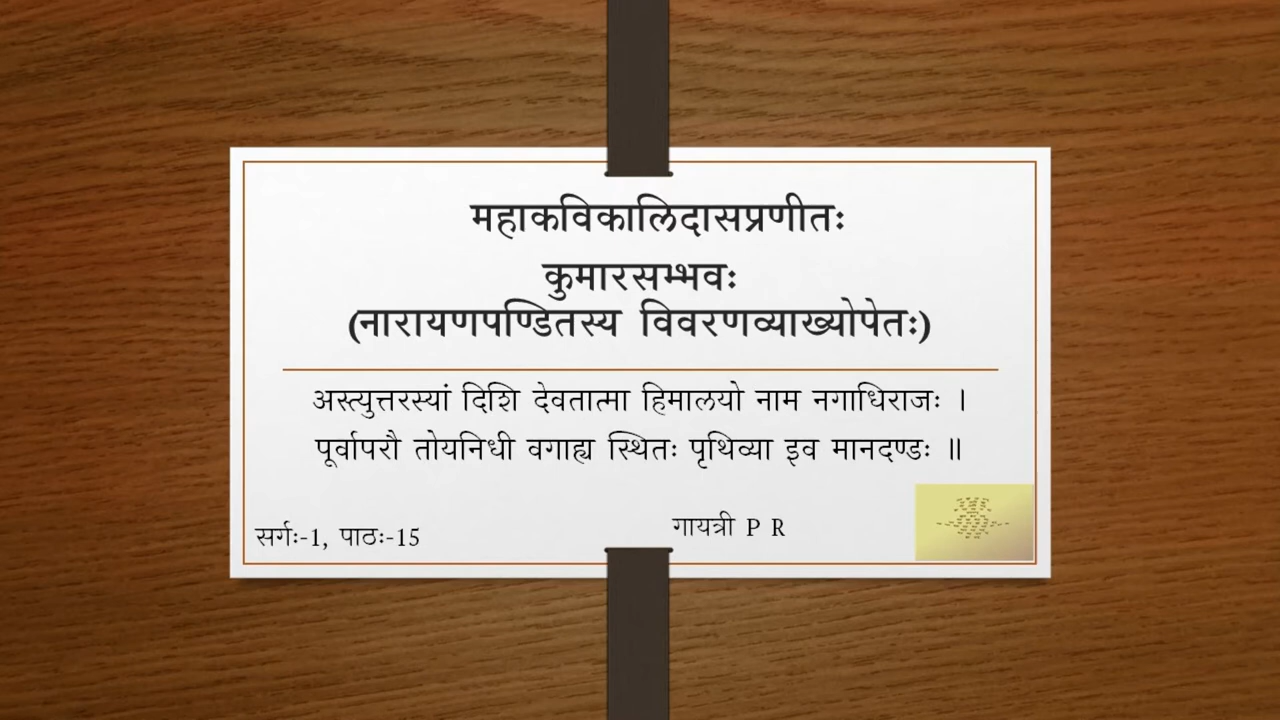 महाकविकालिदासप्रणीतः
कुमारसम्भवः
(नारायणपण्डितस्य विवरणव्याख्योपेतः)
अस्त्युत्तरस्यां दिशि देवतात्मा हिमालयो नाम नगाधिराजः ।
पूर्वापरौ तोयनिधी वगाह्य स्थितः पृथिव्या इव मानदण्डः ॥
सर्गः-1, पाठः-15
गायत्री P R